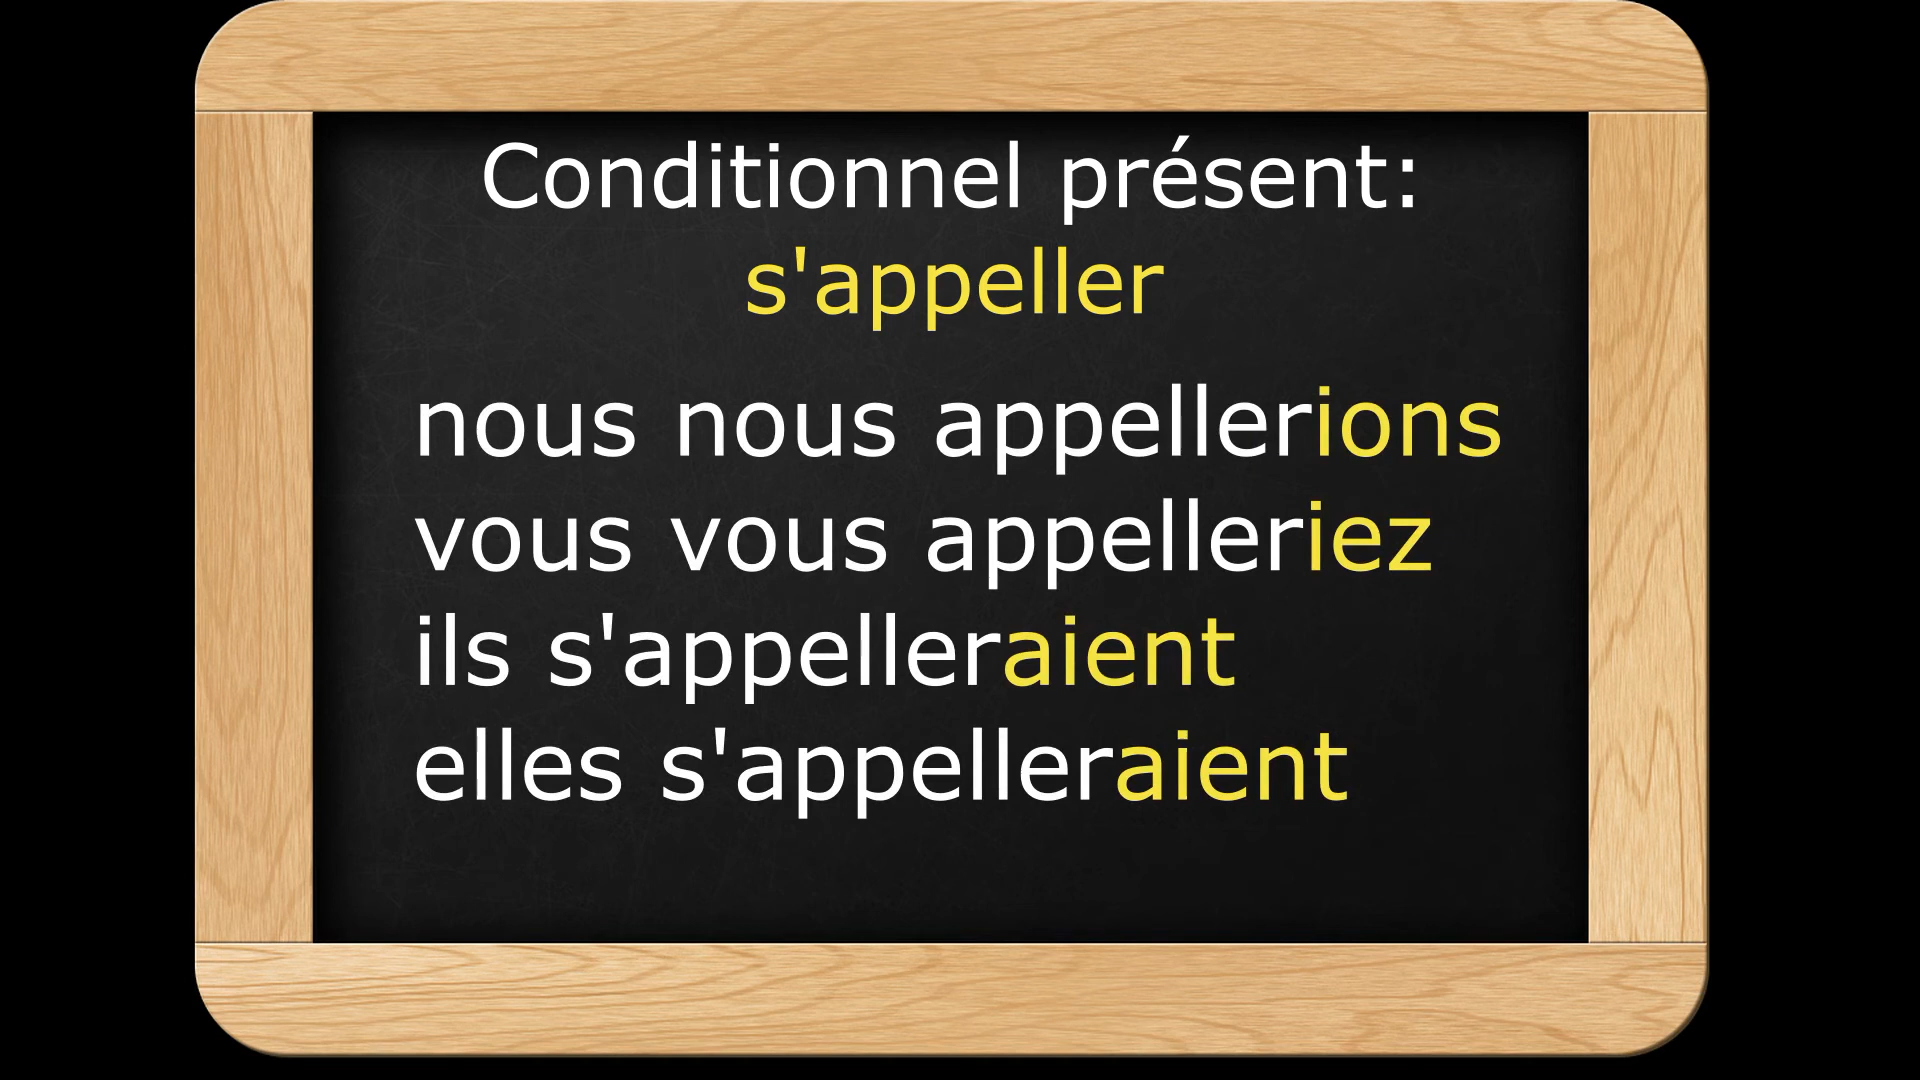 Conditionnel présent:
s'appeller
nous nous appellerions
vous vous appelleriez
ils s'appelleraient
elles s'appelleraient